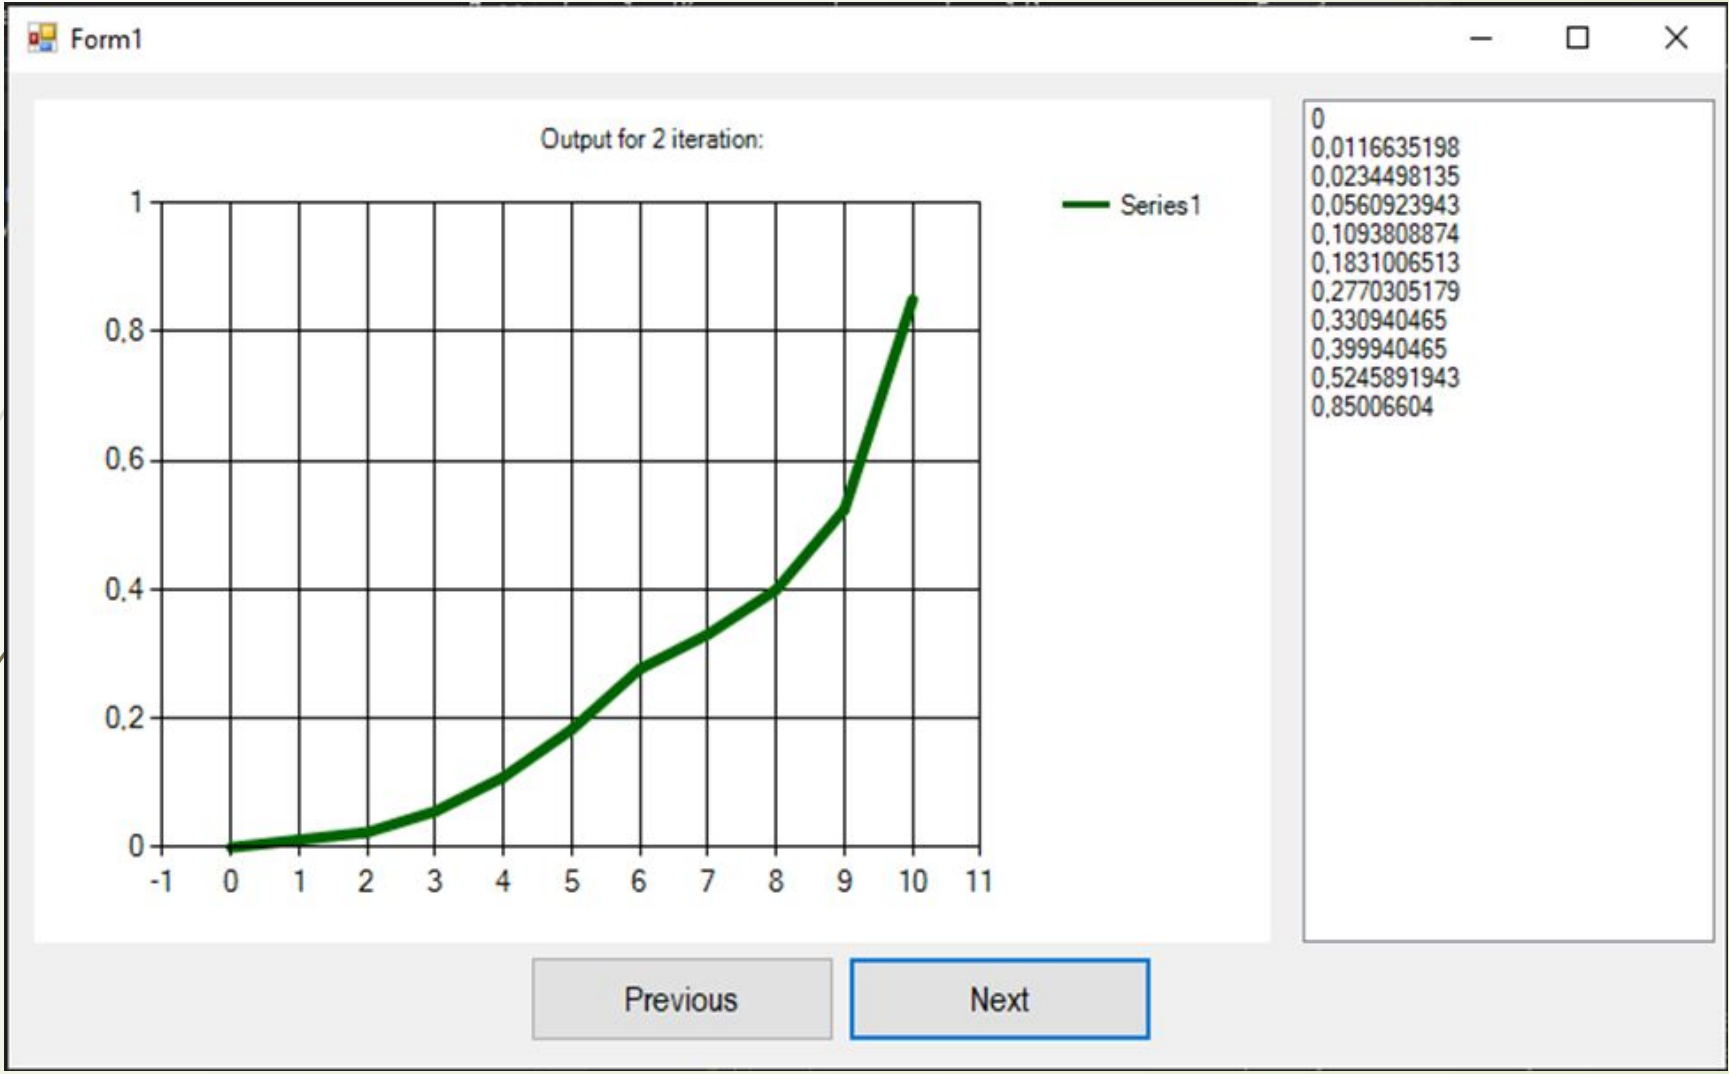 Form1
Output for 2 iteration:
1
0,8
0,6
0,4
0,2
0
-1 0 1 2 3 4 5 6 7 8 9 10 11
Series1
0
0,0116635198
0,0234498135
0,0560923943
0,1093808874
0,1831006513
0,2770305179
0,330940465
0,399940465
0,5245891943
0,85006604
Previous
Next